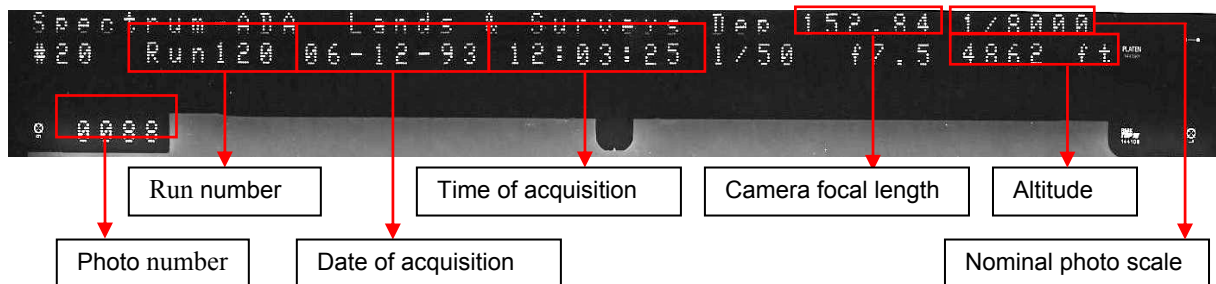 Spectrum-ADA Lands & Surveys Dep 152.84 1/8000
#20 Run120 06-12-93 12:03:25 1/50 f7.5 4862 ft
PLATEN
0088
Run number
Time of acquisition
Camera focal length
Altitude
Photo number
Date of acquisition
Nominal photo scale